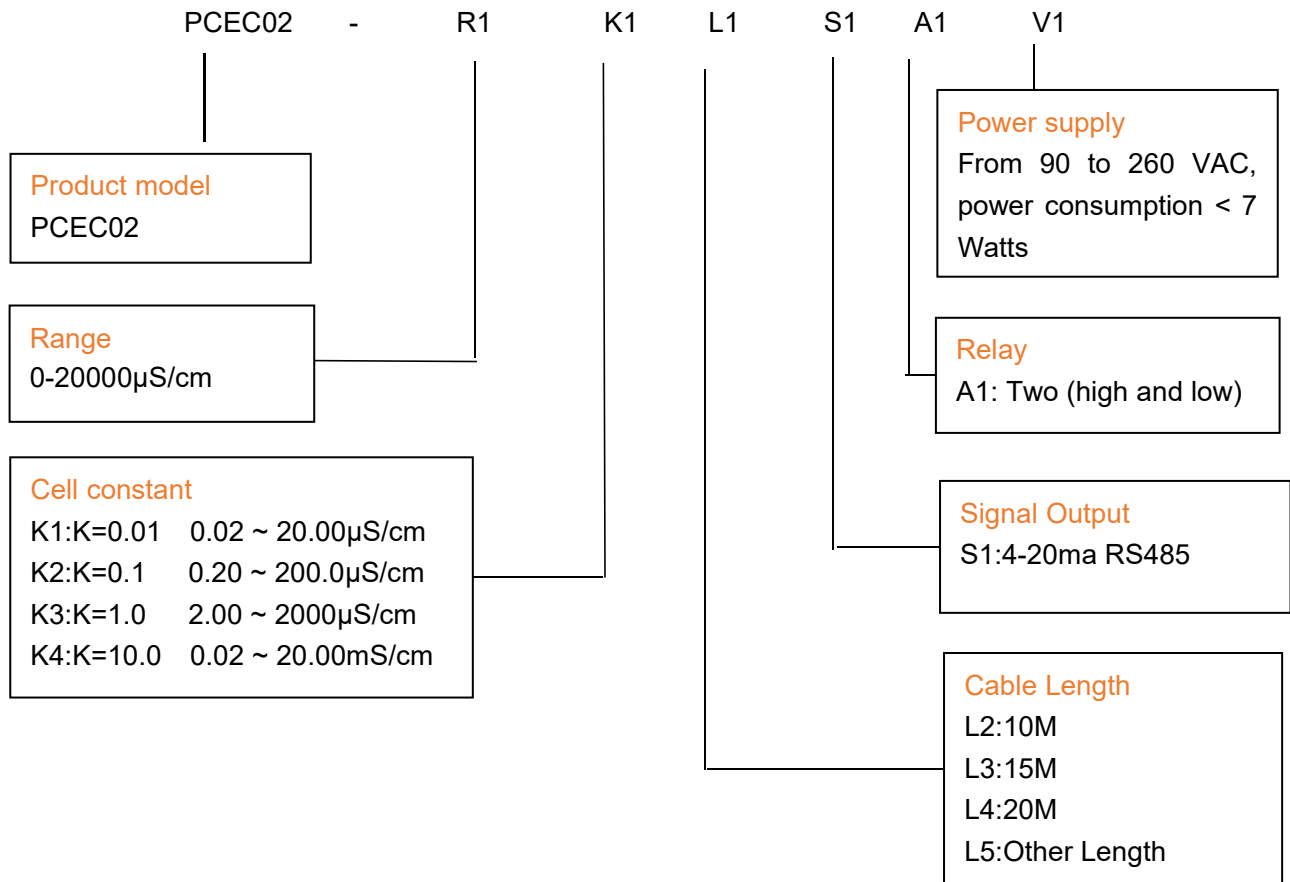 PCEC02 - R1 K1 L1 S1 A1 V1
Product model
PCEC02
Range
0-20000μS/cm
Cell constant
K1:K=0.01 0.02 ~ 20.00μS/cm
K2:K=0.1 0.20 ~ 200.0μS/cm
K3:K=1.0 2.00 ~ 2000μS/cm
K4:K=10.0 0.02 ~ 20.00mS/cm
Power supply
From 90 to 260 VAC,
power consumption < 7
Watts
Relay
A1: Two (high and low)
Signal Output
S1:4-20ma RS485
Cable Length
L2:10M
L3:15M
L4:20M
L5:Other Length